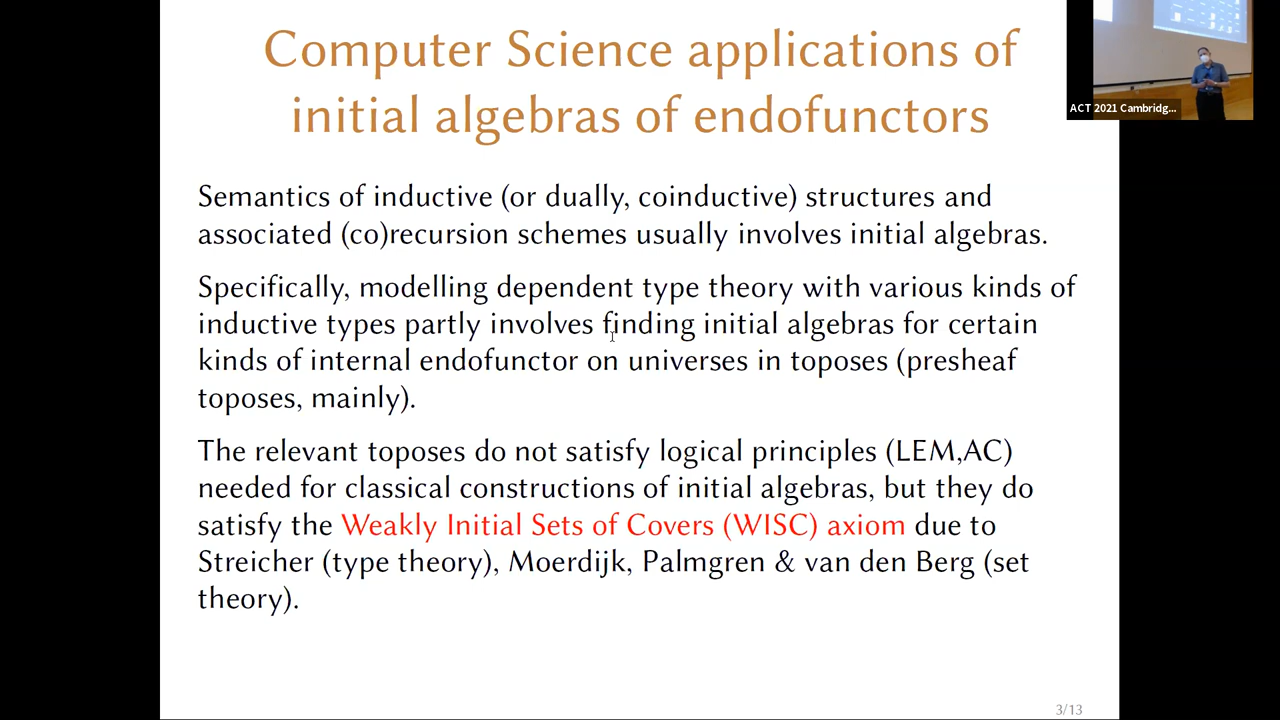 Computer Science applications of
initial algebras of endofunctors
ACT 2021 Cambridg...
Semantics of inductive (or dually, coinductive) structures and
associated (co)recursion schemes usually involves initial algebras.
Specifically, modelling dependent type theory with various kinds of
inductive types partly involves finding initial algebras for certain
kinds of internal endofunctor on universes in toposes (presheaf
toposes, mainly).
The relevant toposes do not satisfy logical principles (LEM,AC)
needed for classical constructions of initial algebras, but they do
satisfy the Weakly Initial Sets of Covers (WISC) axiom due to
Streicher (type theory), Moerdijk, Palmgren & van den Berg (set
theory).
3/13